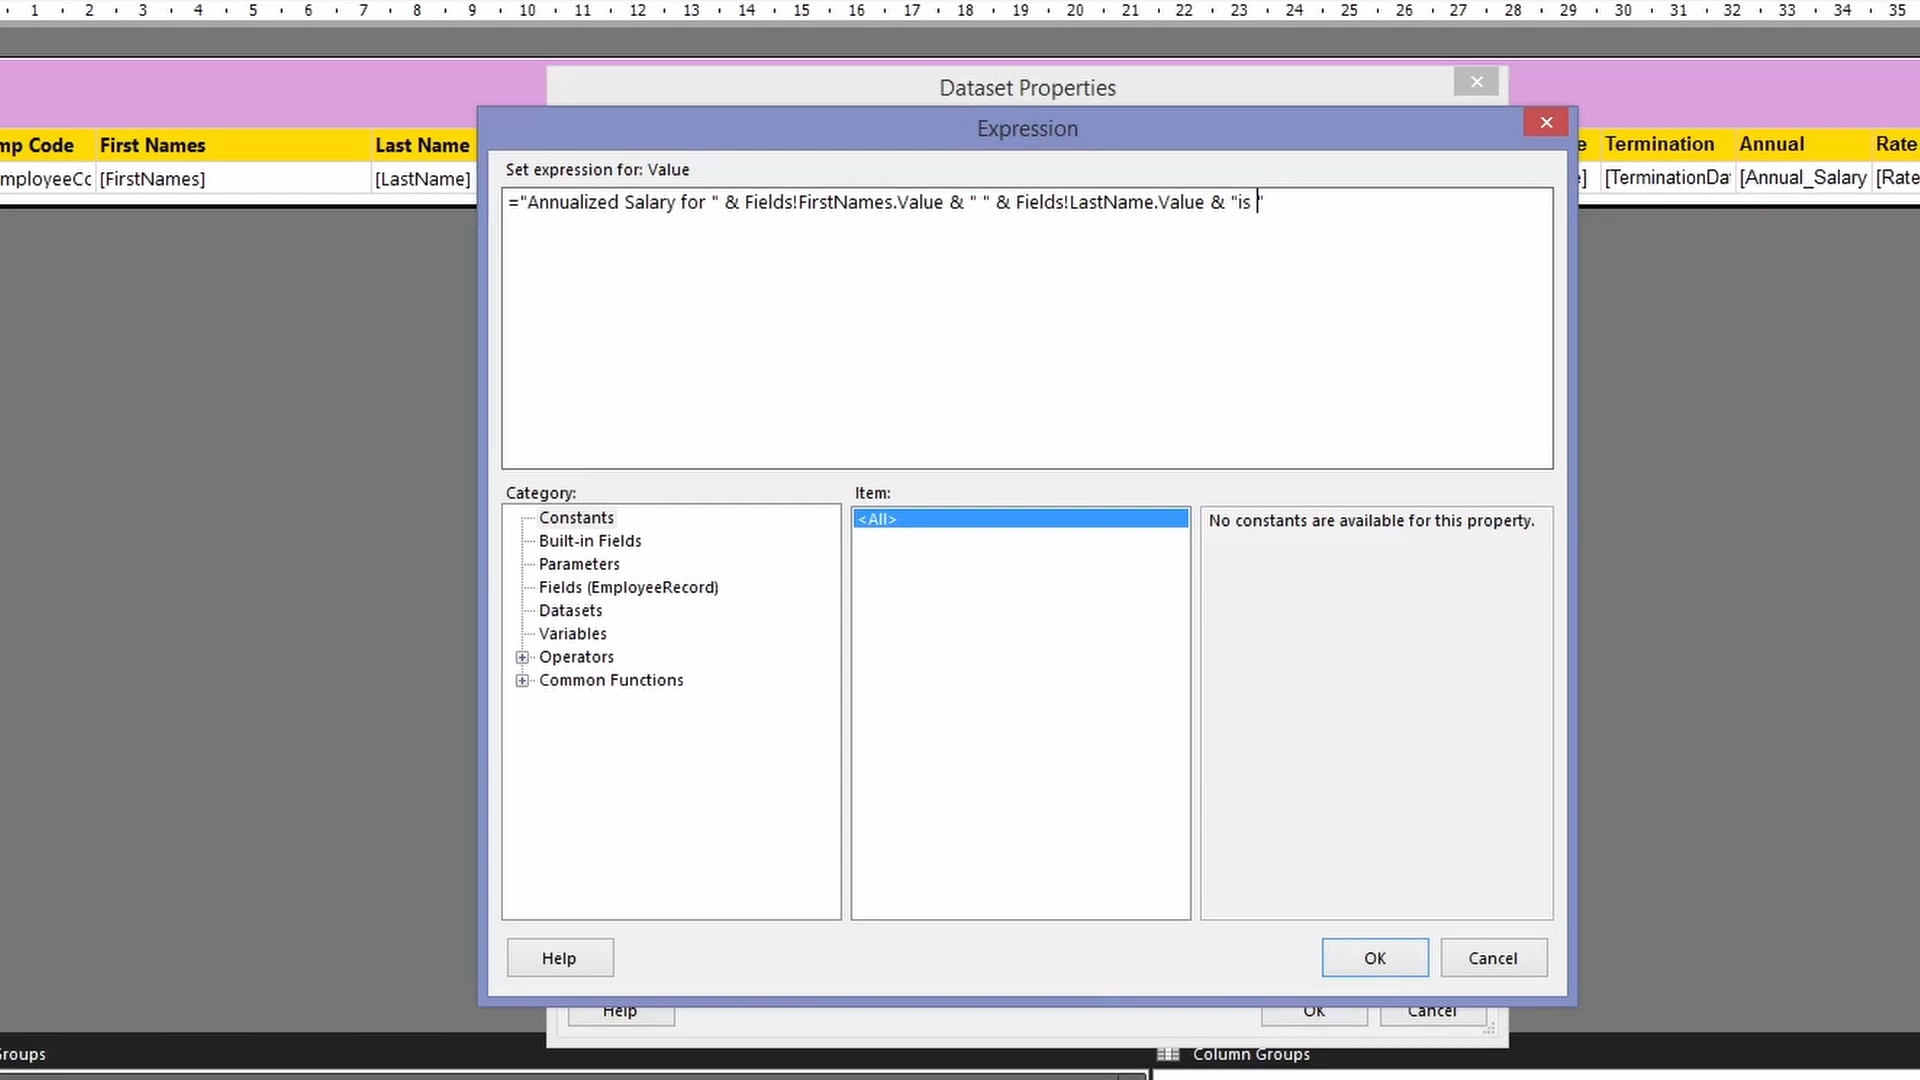 1 2 3 4 5 6 7 8 9 10 11 12 13 14 15 16 17 18 19 20 21 22 23 24 25 26 27 28 29 30 31 32 33 34 35
Dataset Properties
Expression
mp Code First Names Last Name e Termination Annual Rate
mployeeCo [FirstNames] [LastName] e] [TerminationDa [Annual_Salary [Rate
Set expression for: Value
="Annualized Salary for " & Fields!FirstNames.Value & " " & Fields!LastName.Value & "is "
Category: Item:
Constants
Built-in Fields
Parameters
Fields (EmployeeRecord)
Datasets
Variables
Operators
Common Functions
<All>
No constants are available for this property.
Help OK Cancel
Help OK Cancel
Groups Column Groups